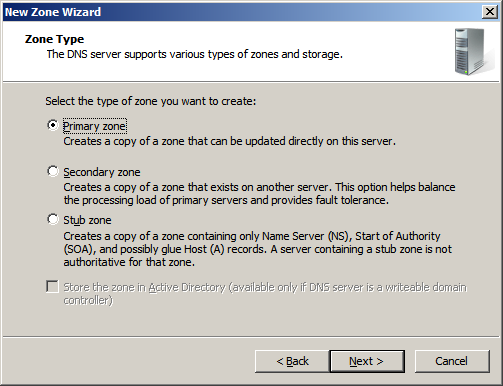 New Zone Wizard
Zone Type
The DNS server supports various types of zones and storage.
Select the type of zone you want to create:
Primary zone
Creates a copy of a zone that can be updated directly on this server.
Secondary zone
Creates a copy of a zone that exists on another server. This option helps balance
the processing load of primary servers and provides fault tolerance.
Stub zone
Creates a copy of a zone containing only Name Server (NS), Start of Authority
(SOA), and possibly glue Host (A) records. A server containing a stub zone is not
authoritative for that zone.
Store the zone in Active Directory (available only if DNS server is a writeable domain
controller)
< Back
Next >
Cancel